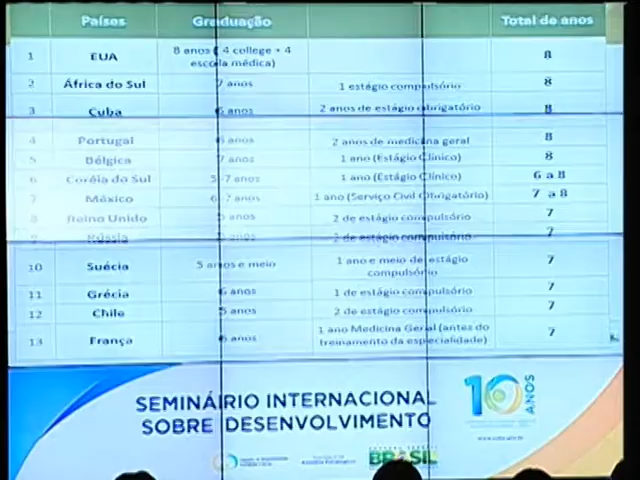 Países Graduação Total de anos
1 EUA 8 anos ( 4 college + 4 escola médica) 8
2 África do Sul 7 anos 1 estágio compulsório 8
3 Cuba 6 anos 2 anos de estágio obrigatório 8
4 Portugal 6 anos 2 anos de medicina geral 8
5 Bélgica 7 anos 1 ano (Estágio Clínico) 8
6 Coréia do Sul 5 7 anos 1 ano (Estágio Clínico) 6 a 8
7 México 6 7 anos 1 ano (Serviço Civil Obrigatório) 7 a 8
8 Reino Unido 5 anos 2 de estágio compulsório 7
9 Rússia anos 2 de estágio compulsório 7
10 Suécia 5 anos e meio 1 ano e meio de estágio compulsório 7
11 Grécia 6 anos 1 de estágio compulsório 7
12 Chile 5 anos 2 de estágio compulsório 7
13 França 6 anos 1 ano Medicina Geral (antes do treinamento da especialidade) 7
SEMINÁRIO INTERNACIONAL
SOBRE DESENVOLVIMENTO
10 ANOS
BRASIL